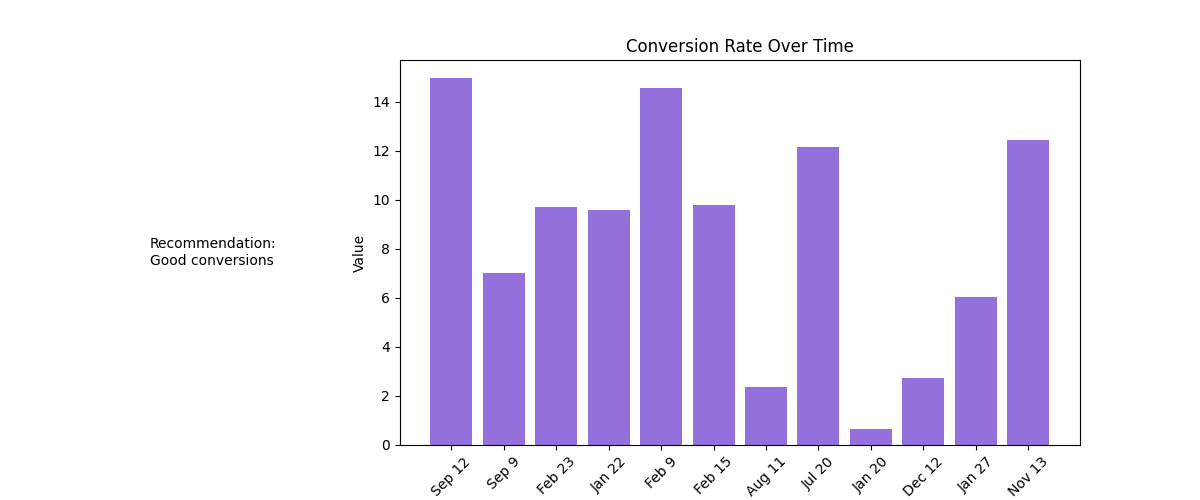 Conversion Rate Over Time
Recommendation:
Good conversions
Value
14
12
10
8
6
4
2
0
Sep 12
Sep 9
Feb 23
Jan 22
Feb 9
Feb 15
Aug 11
Jul 20
Jan 20
Dec 12
Jan 27
Nov 13